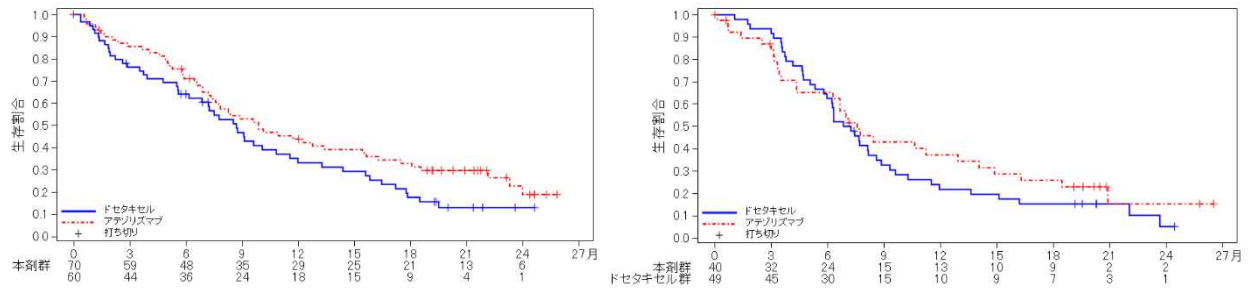 1.0
0.9
0.8
0.7
0.6
0.5
0.4
0.3
0.2
0.1
0.0
生存割合
ドセタキセル
アテゾリズマブ
打ち切り
0 3 6 9 12 15 18 21 24 27月
本剤群 70 59 48 35 29 25 21 13 6
60 44 36 24 18 15 9 4 1
1.0
0.9
0.8
0.7
0.6
0.5
0.4
0.3
0.2
0.1
0.0
生存割合
ドセタキセル
アテゾリズマブ
打ち切り
0 3 6 9 12 15 18 21 24 27月
本剤群 40 32 24 15 13 10 9 2 2
ドセタキセル群 49 45 30 15 10 9 7 3 1